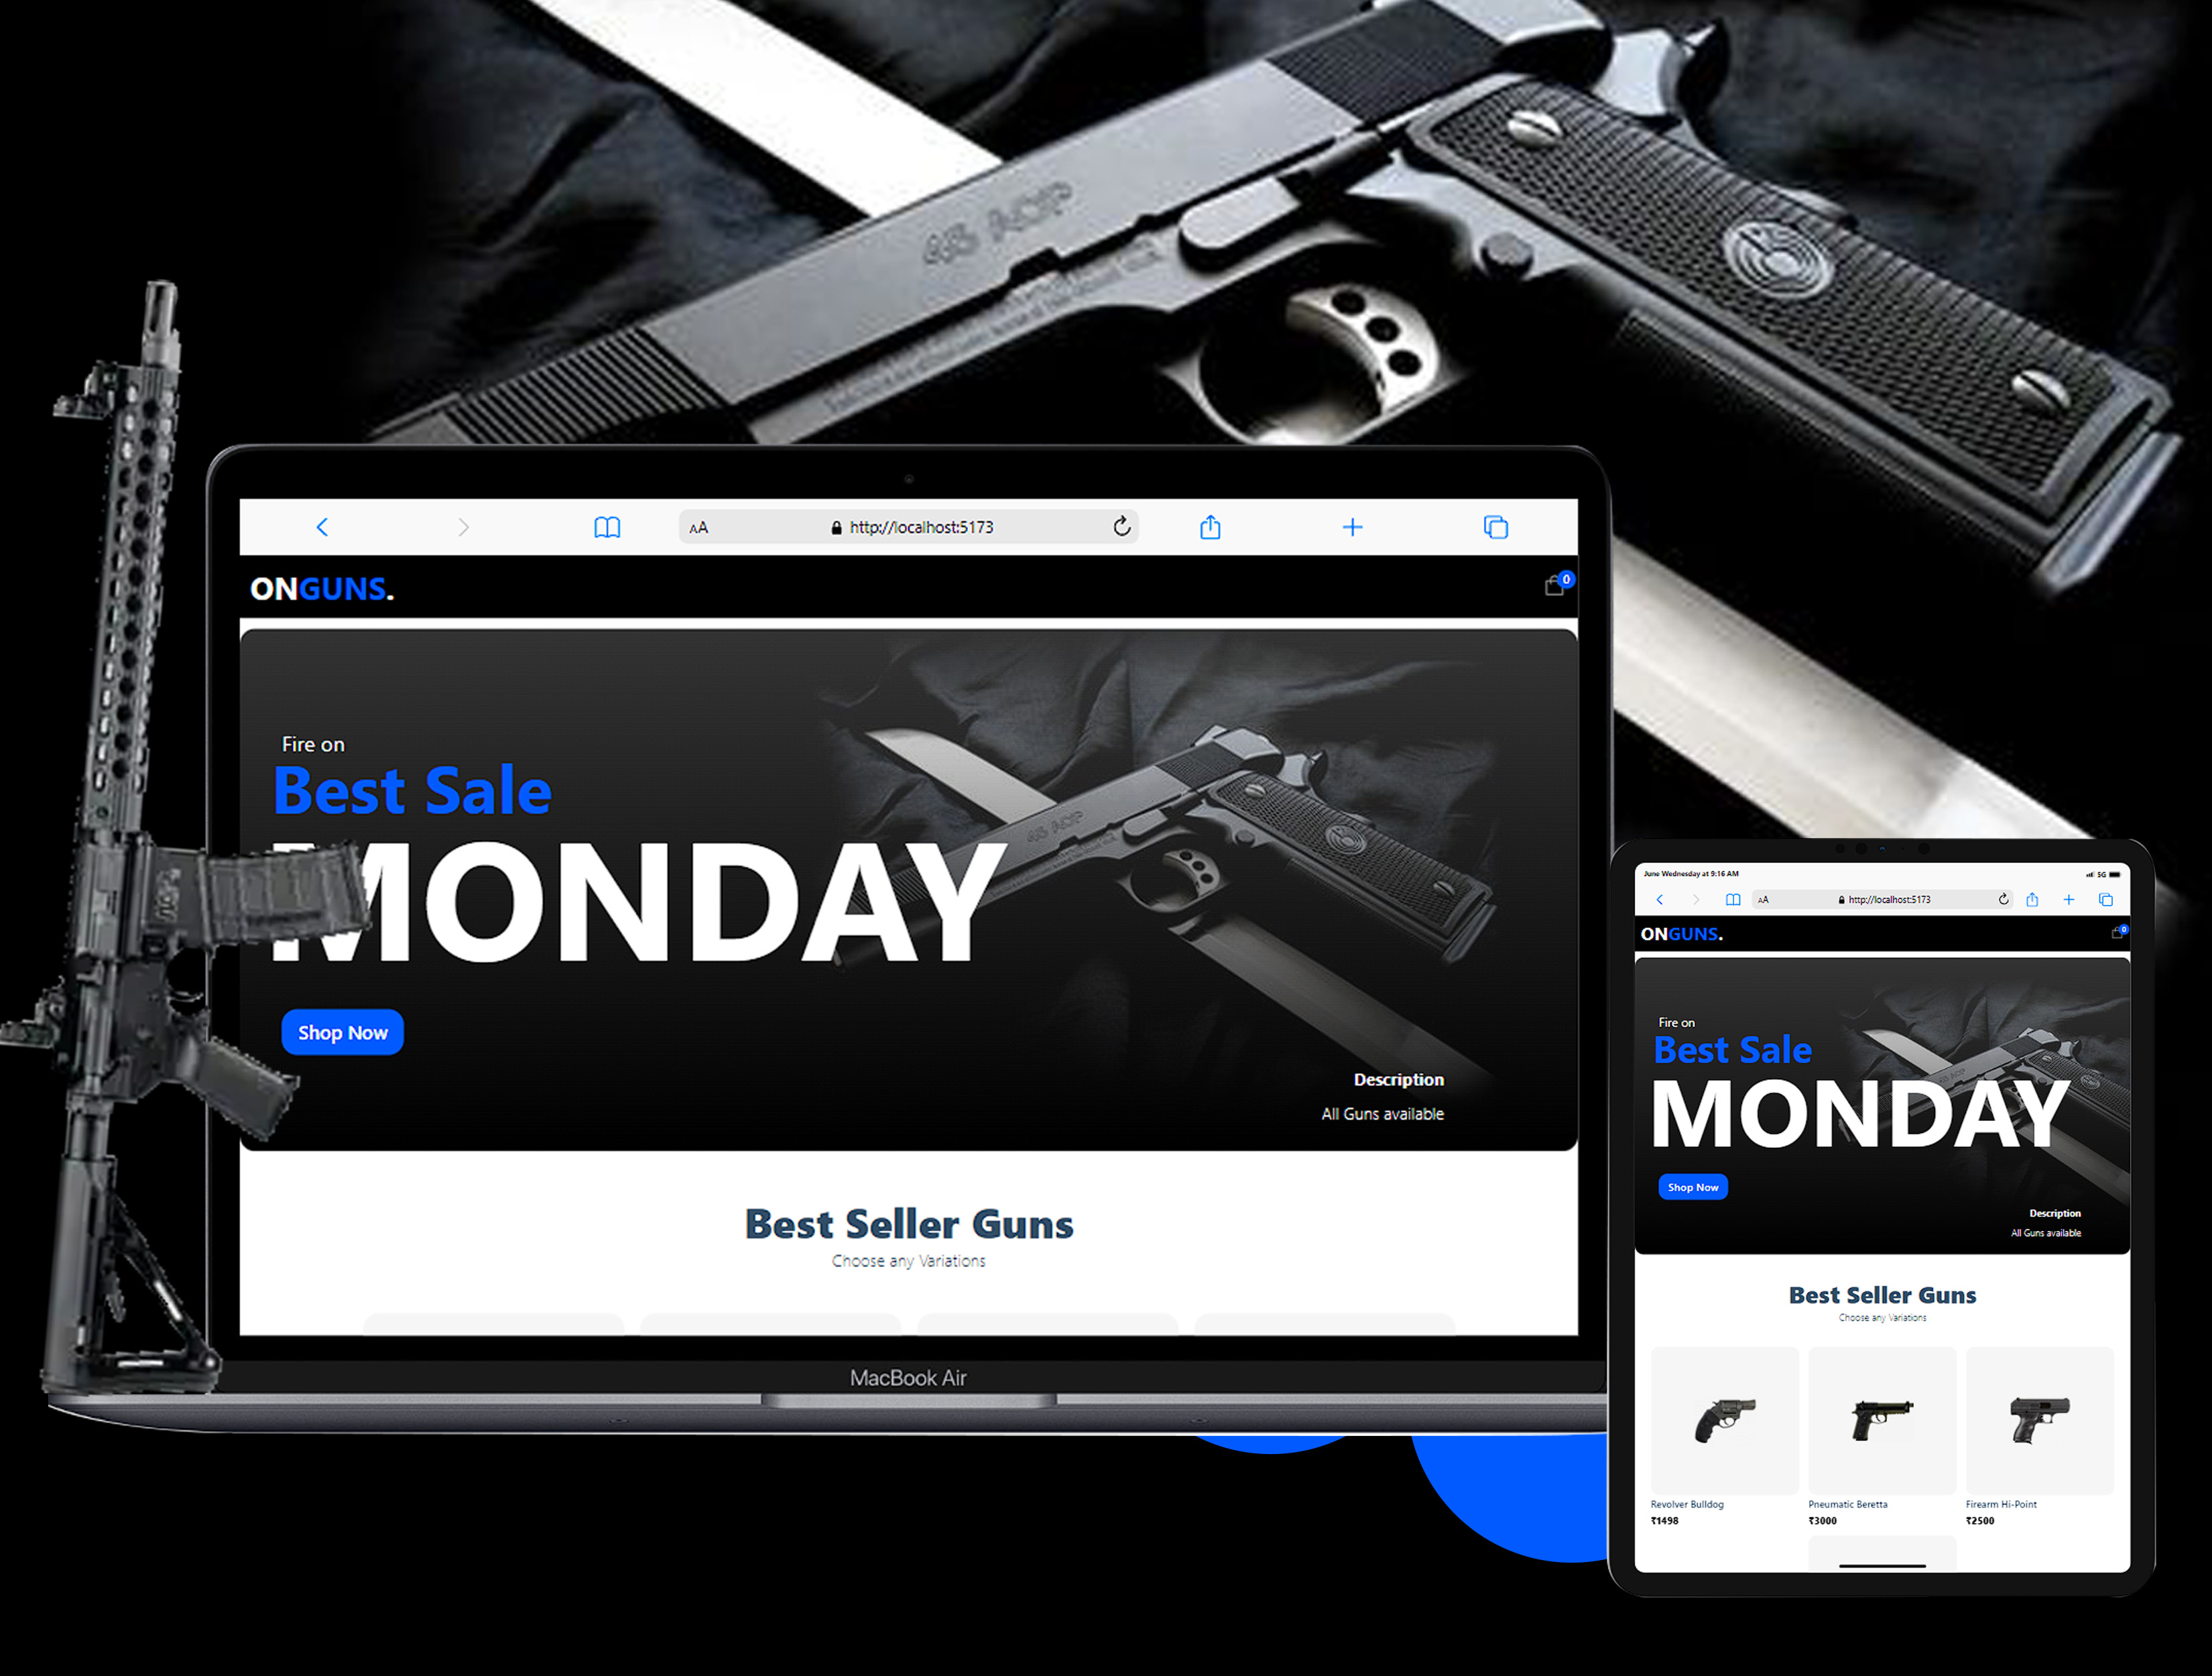 45 ACP
AA
http://localhost:5173
ONGUNS.
0
Fire on
Best Sale
MONDAY
45 ACP
Shop Now
Description
All Guns available
Best Seller Guns
Choose any Variations
MacBook Air
June Wednesday at 9:16 AM
5G
AA
http://localhost:5173
ONGUNS.
0
Fire on
Best Sale
MONDAY
Shop Now
Description
All Guns available
Best Seller Guns
Choose any Variations
Revolver Bulldog
₹1498
Pneumatic Beretta
₹3000
Firearm Hi-Point
₹2500